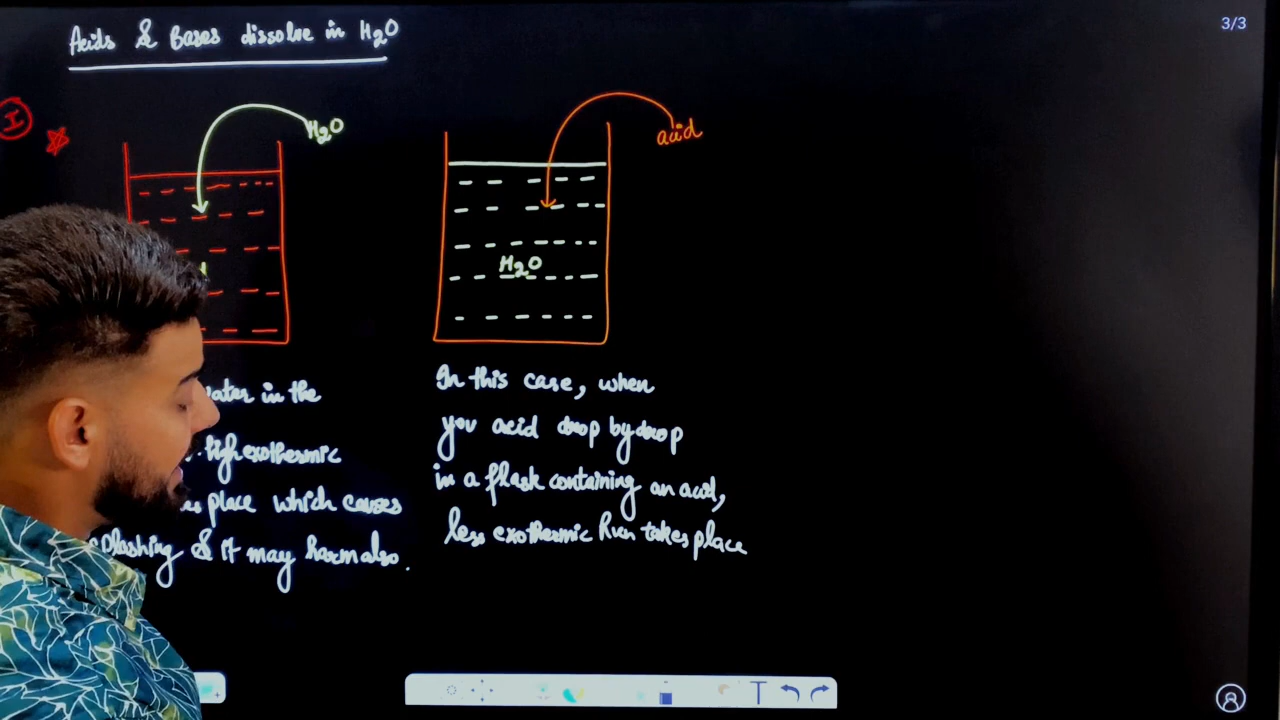 Acids & Bases dissolve in H₂O
3/3
I
H₂O
acid
H₂O
water in the
high exothermic
place which causes
splashing & it may harm also.
In this case, when
you acid drop by drop
in a flask containing an acid,
less exothermic Rxn takes place
T